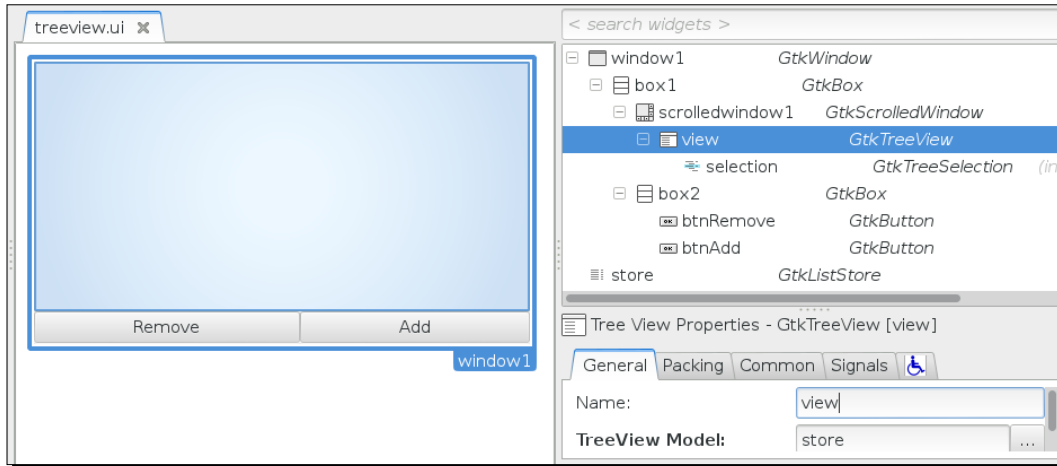 treeview.ui
< search widgets >
window1 GtkWindow
box1 GtkBox
scrolledwindow1 GtkScrolledWindow
view GtkTreeView
selection GtkTreeSelection (in
box2 GtkBox
btnRemove GtkButton
btnAdd GtkButton
store GtkListStore
Remove Add
window1
Tree View Properties - GtkTreeView [view]
General Packing Common Signals
Name: view
TreeView Model: store ...